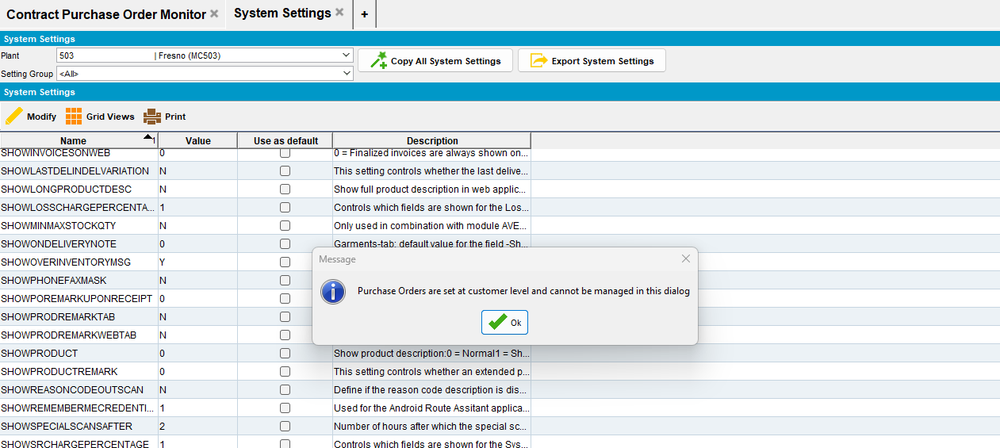 Contract Purchase Order Monitor System Settings +
System Settings
Plant 503 | Fresno (MC503)
Copy All System Settings Export System Settings
Setting Group <All>
System Settings
Modify Grid Views Print
Name 1 Value Use as default Description
SHOWINVOICESONWEB 0 0 = Finalized invoices are always shown on...
SHOWLASTDELINDELVARIATION N This setting controls whether the last delive...
SHOWLONGPRODUCTDESC N Show full product description in web applic...
SHOWLOSSCHARGEPERCENTA... 1 Controls which fields are shown for the Los...
SHOWMINMAXSTOCKQTY N Only used in combination with module AVE...
SHOWONDELIVERYNOTE 0 Garments-tab: default value for the field -Sh...
SHOWOVERINVENTORYMSG Y
Message
SHOWPHONEFAXMASK N
Purchase Orders are set at customer level and cannot be managed in this dialog
SHOWPOREMARKUPONRECEIPT 0
SHOWPRODREMARKTAB N
Ok
SHOWPRODREMARKWEBTAB N
SHOWPRODUCT 0 Show product description:0 = Normal1 = Sh...
SHOWPRODUCTREMARK 0 This setting controls whether an extended p...
SHOWREASONCODEOUTSCAN N Define if the reason code description is dis...
SHOWREMEMBERMECREDENTI... 1 Used for the Android Route Assitant applica...
SHOWSPECIALSCANSAFTER 2 Number of hours after which the special sc...
SHOWSRCHARGEPERCENTAGE 1 Controls which fields are shown for the Sys...